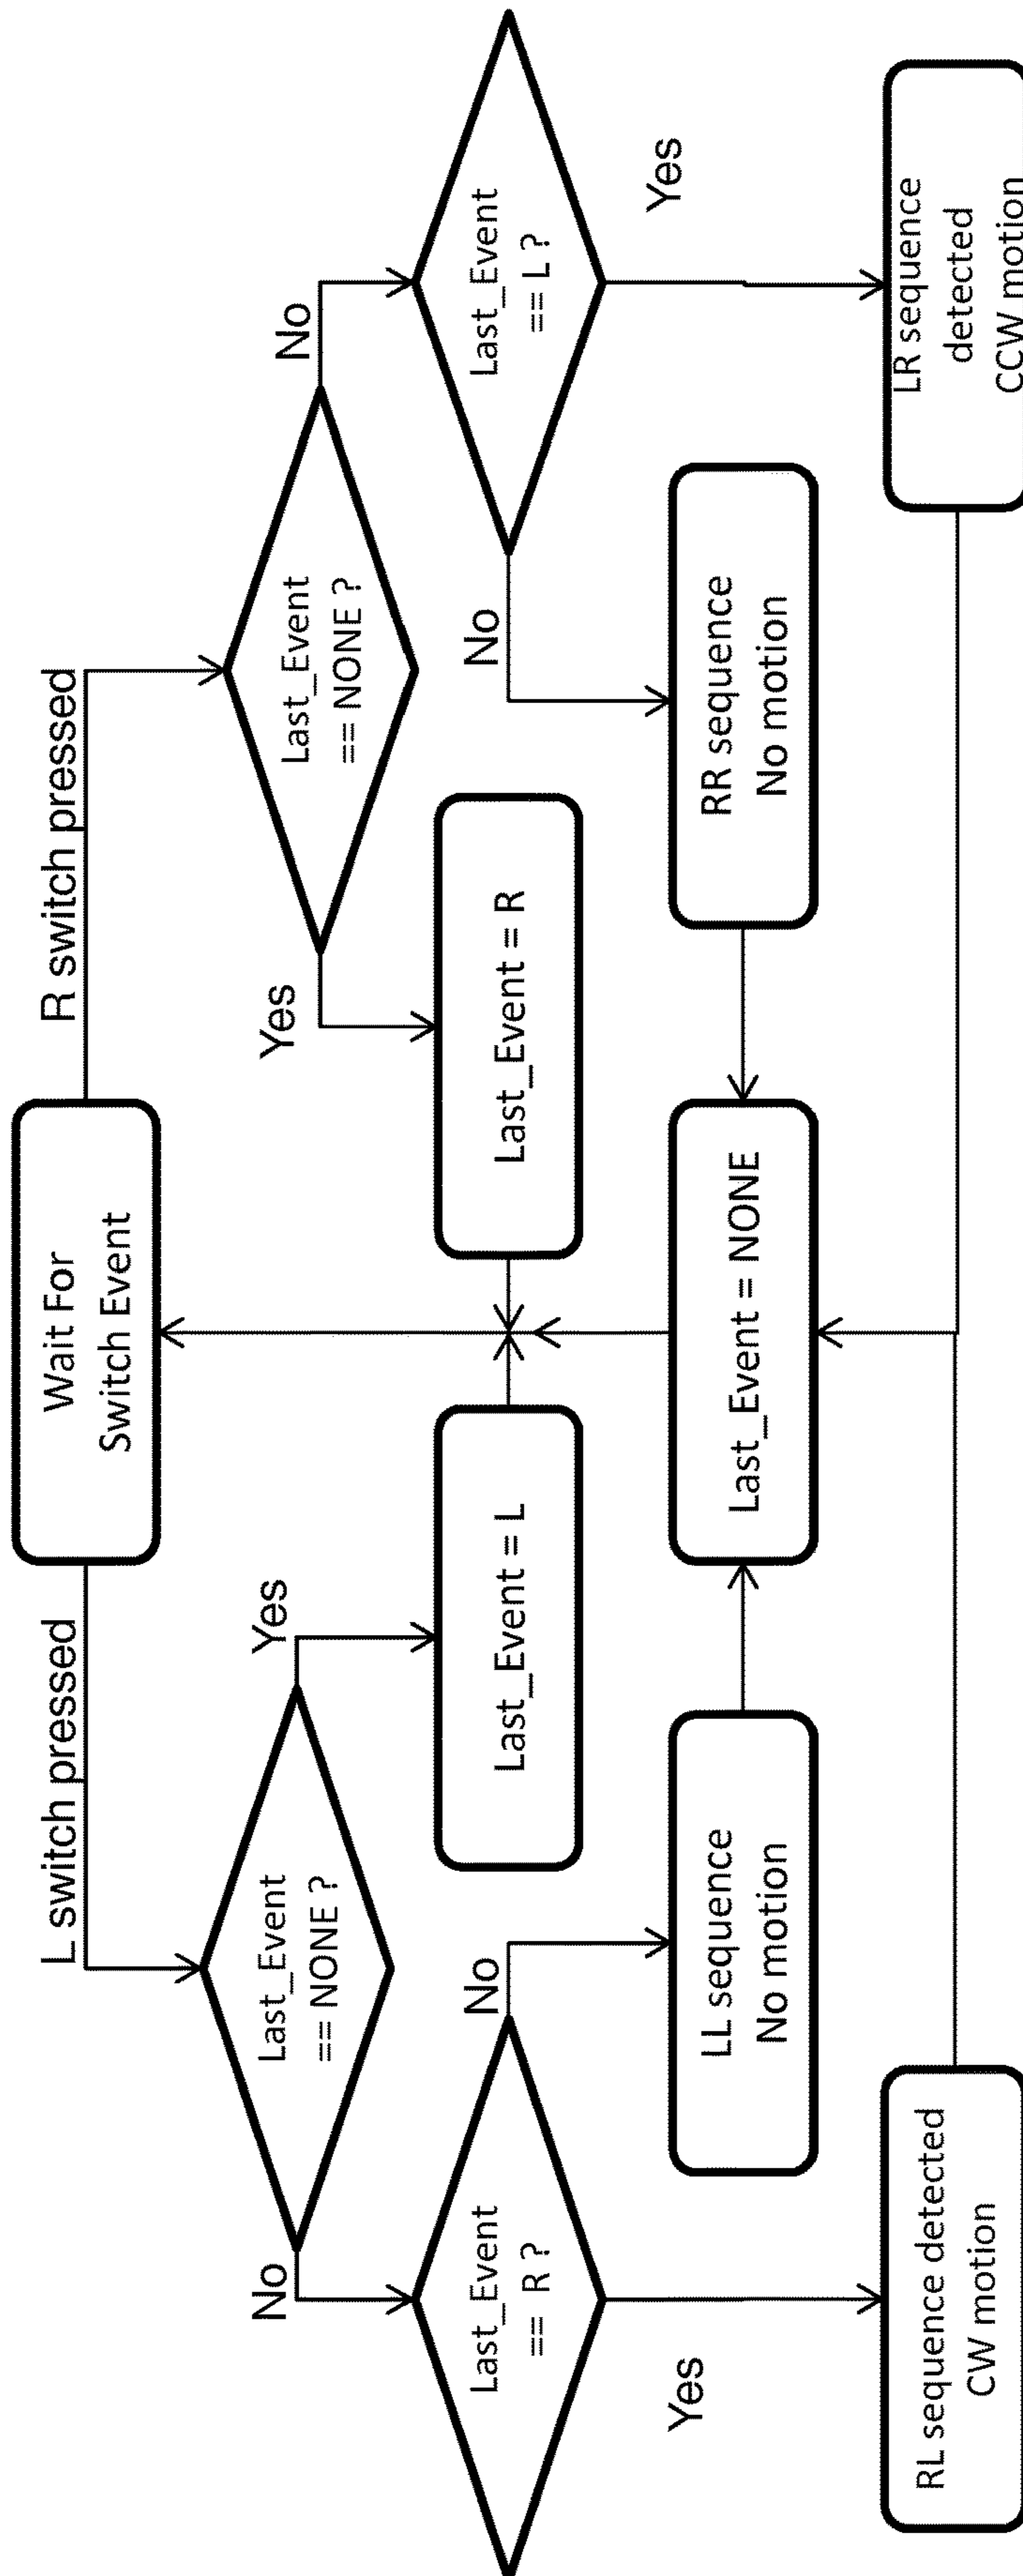 Wait For
Switch Event
L switch pressed
R switch pressed
Last_Event
== NONE ?
Yes
No
Last_Event
== NONE ?
Yes
No
Last_Event
== R ?
No
Yes
Last_Event = L
Last_Event = R
Last_Event
== L ?
No
Yes
LL sequence
No motion
Last_Event = NONE
RR sequence
No motion
RL sequence detected
CW motion
LR sequence
detected
CCW motion